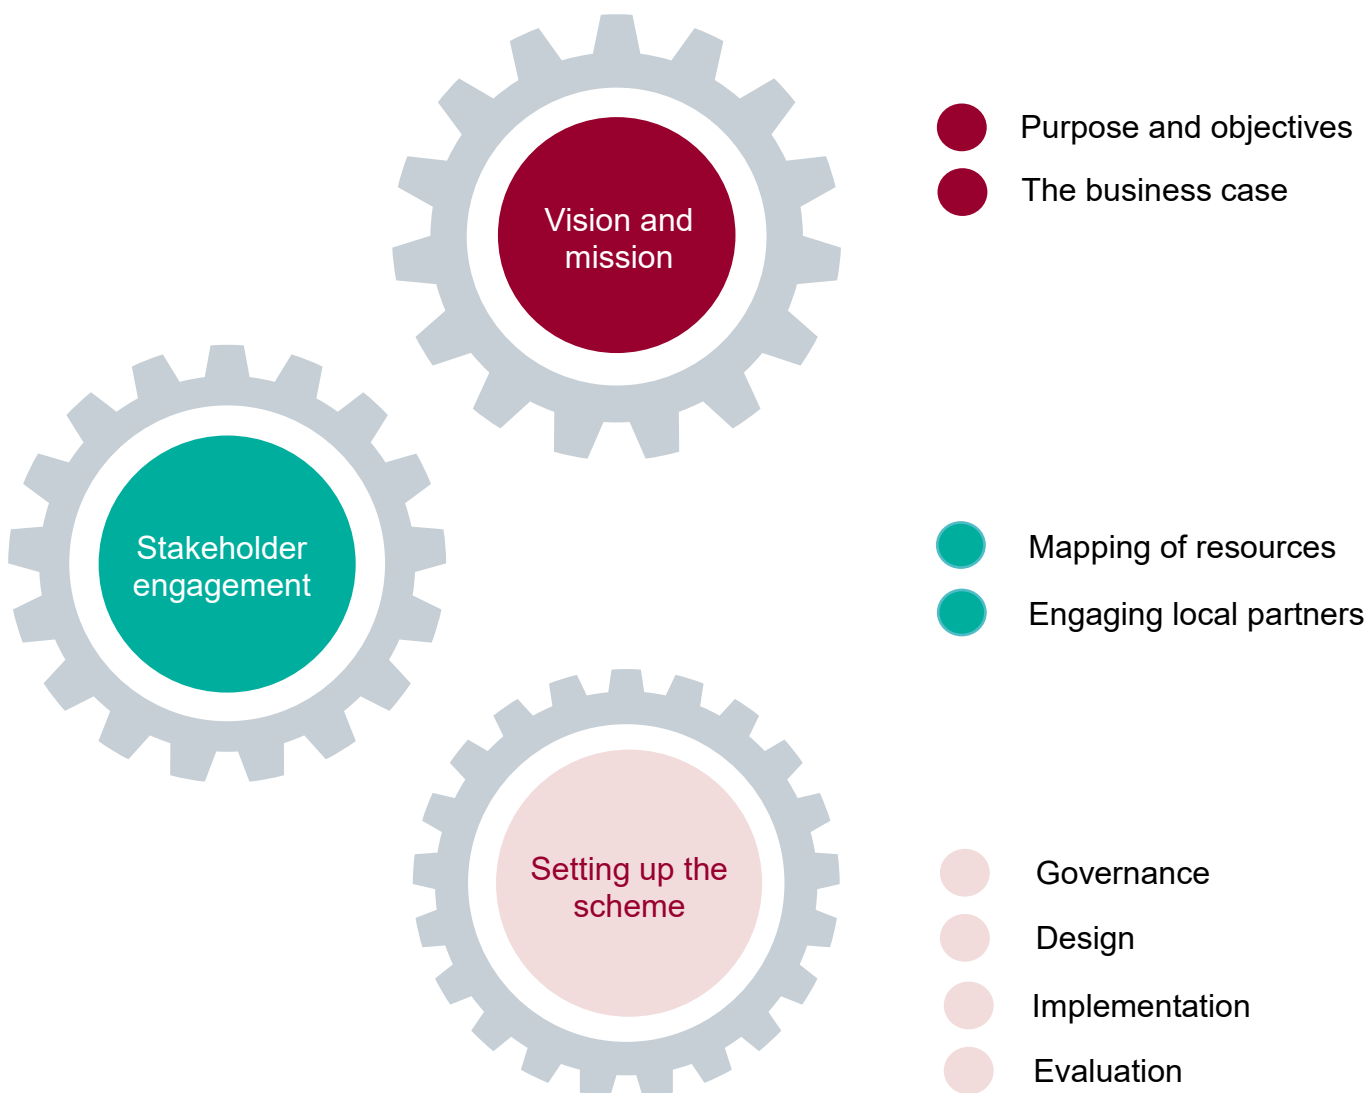 Vision and
mission
Purpose and objectives
The business case
Stakeholder
engagement
Mapping of resources
Engaging local partners
Setting up the
scheme
Governance
Design
Implementation
Evaluation